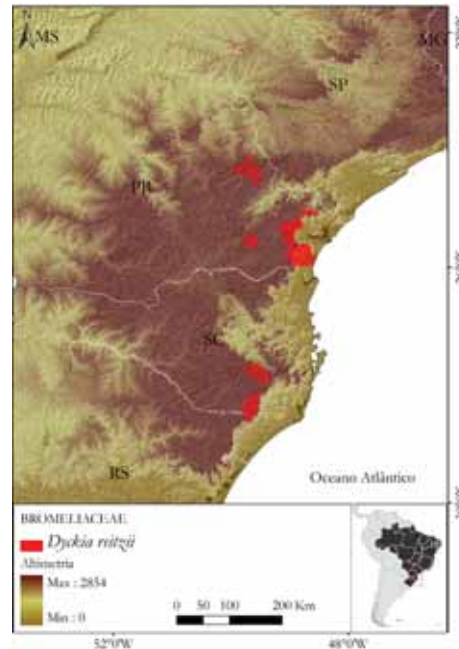 N
MS
MG
SP
PR
SC
RS
Oceano Atlântico
BROMELIACEAE
Dyckia reitzii
Altimetria
Max : 2854
Min : 0
0 50 100 200 Km
52°0'W 48°0'W